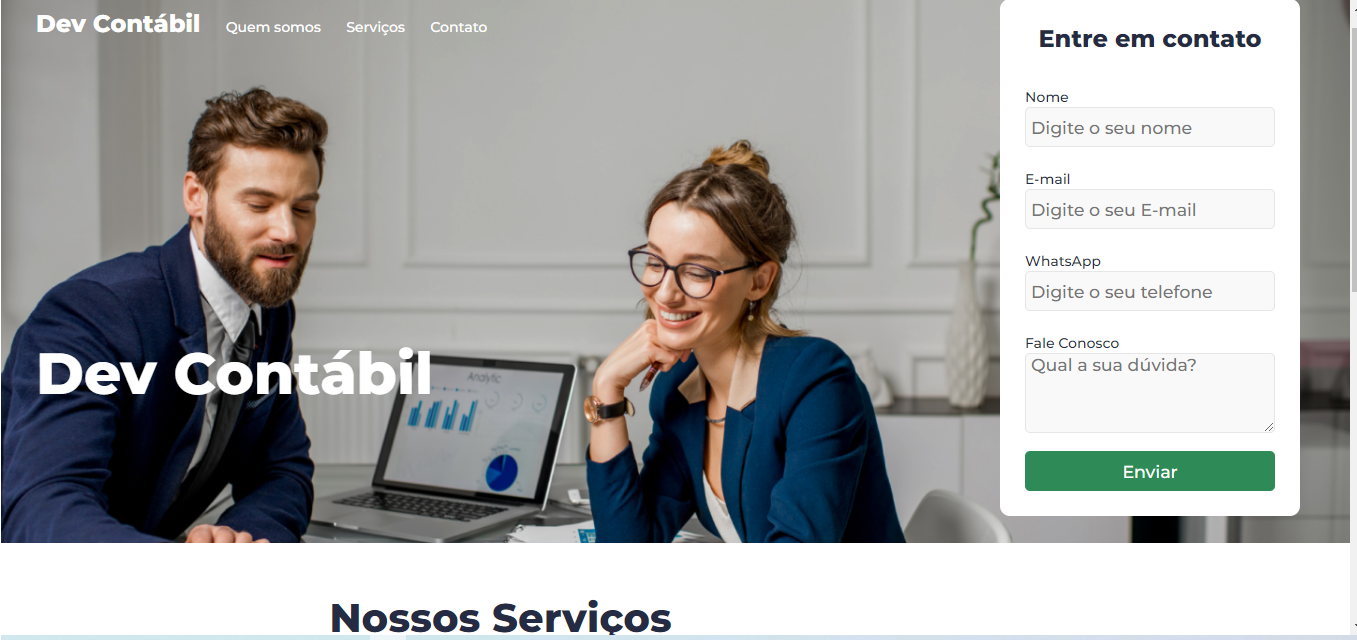 Dev Contábil
Quem somos
Serviços
Contato
Dev Contábil
Analytic
Entre em contato
Nome
Digite o seu nome
E-mail
Digite o seu E-mail
WhatsApp
Digite o seu telefone
Fale Conosco
Qual a sua dúvida?
Enviar
Nossos Serviços